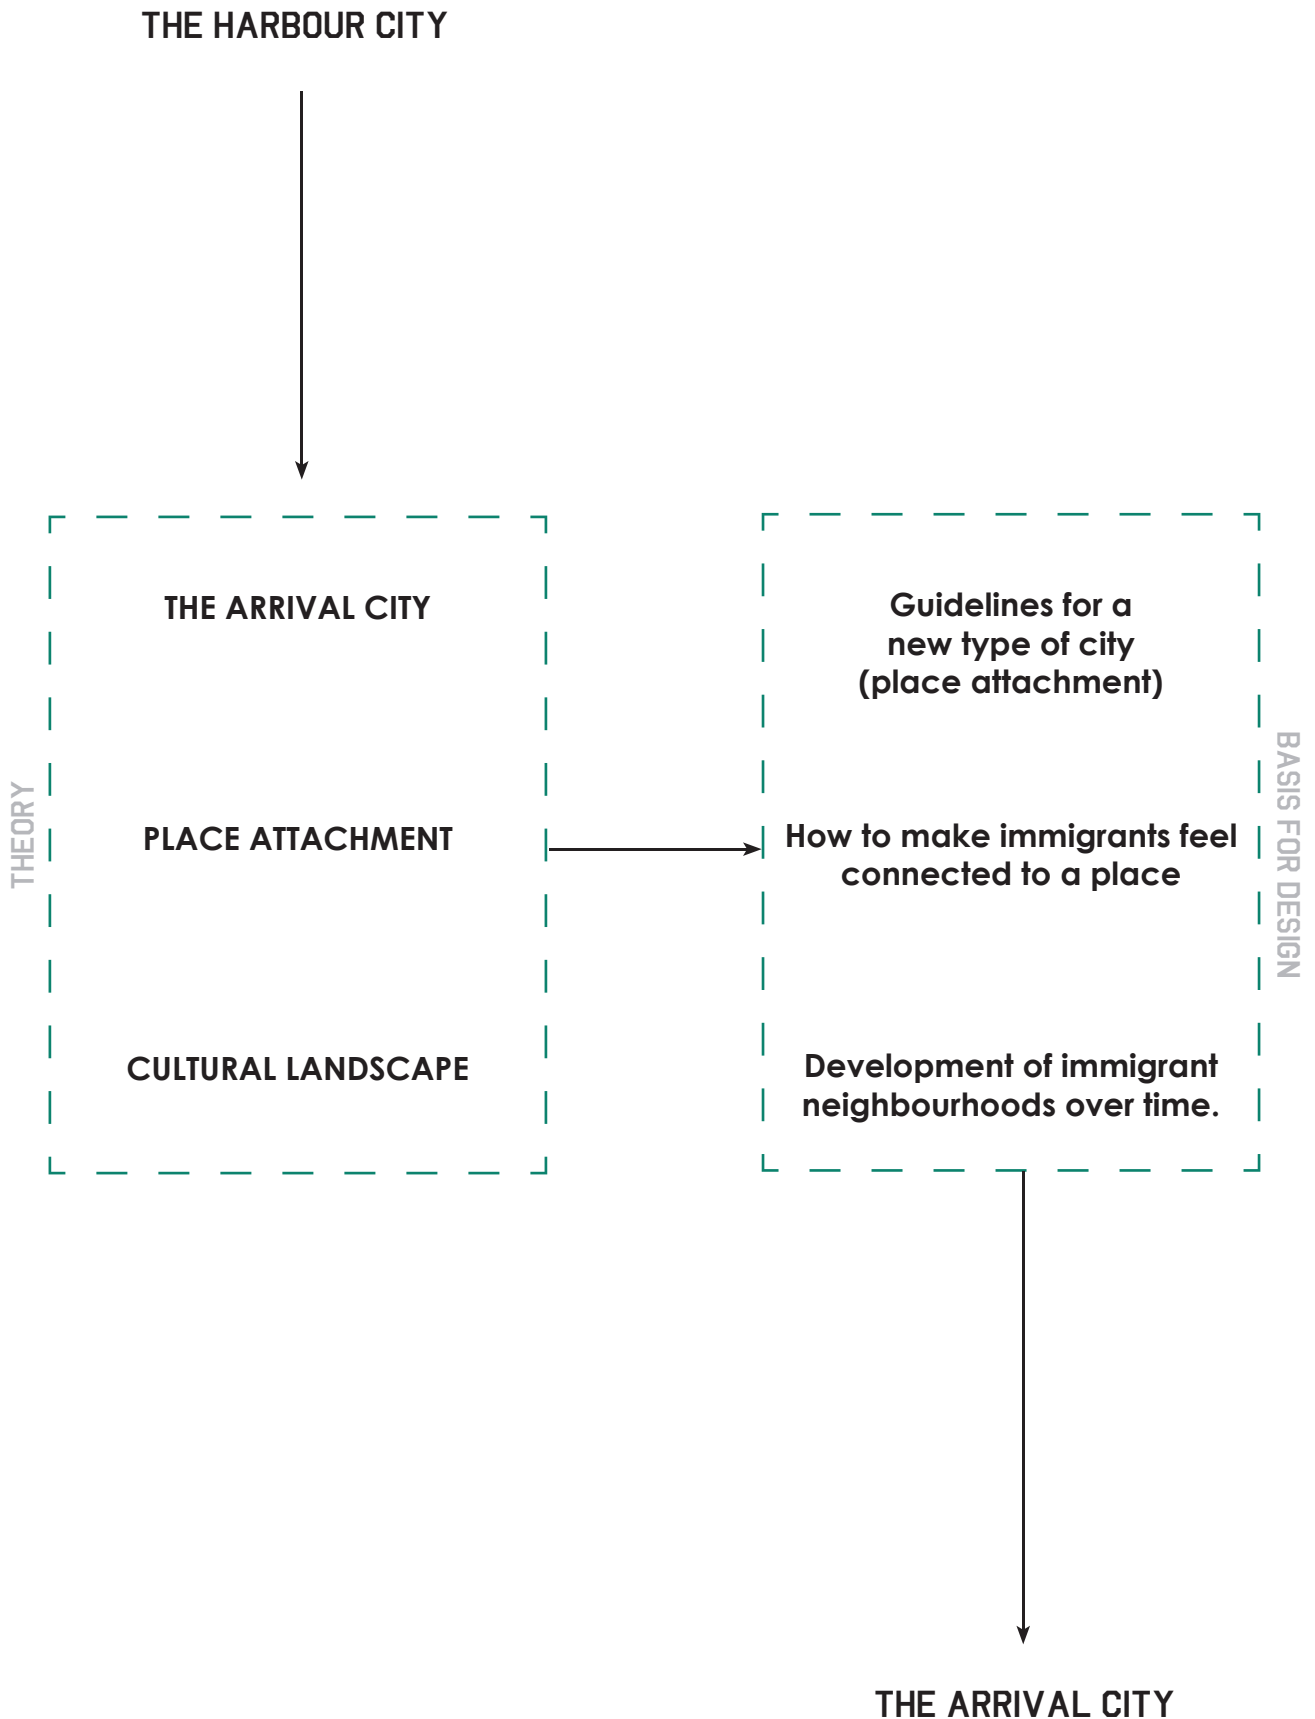 THE HARBOUR CITY
THEORY
THE ARRIVAL CITY
PLACE ATTACHMENT
CULTURAL LANDSCAPE
Guidelines for a
new type of city
(place attachment)
How to make immigrants feel
connected to a place
Development of immigrant
neighbourhoods over time.
BASIS FOR DESIGN
THE ARRIVAL CITY